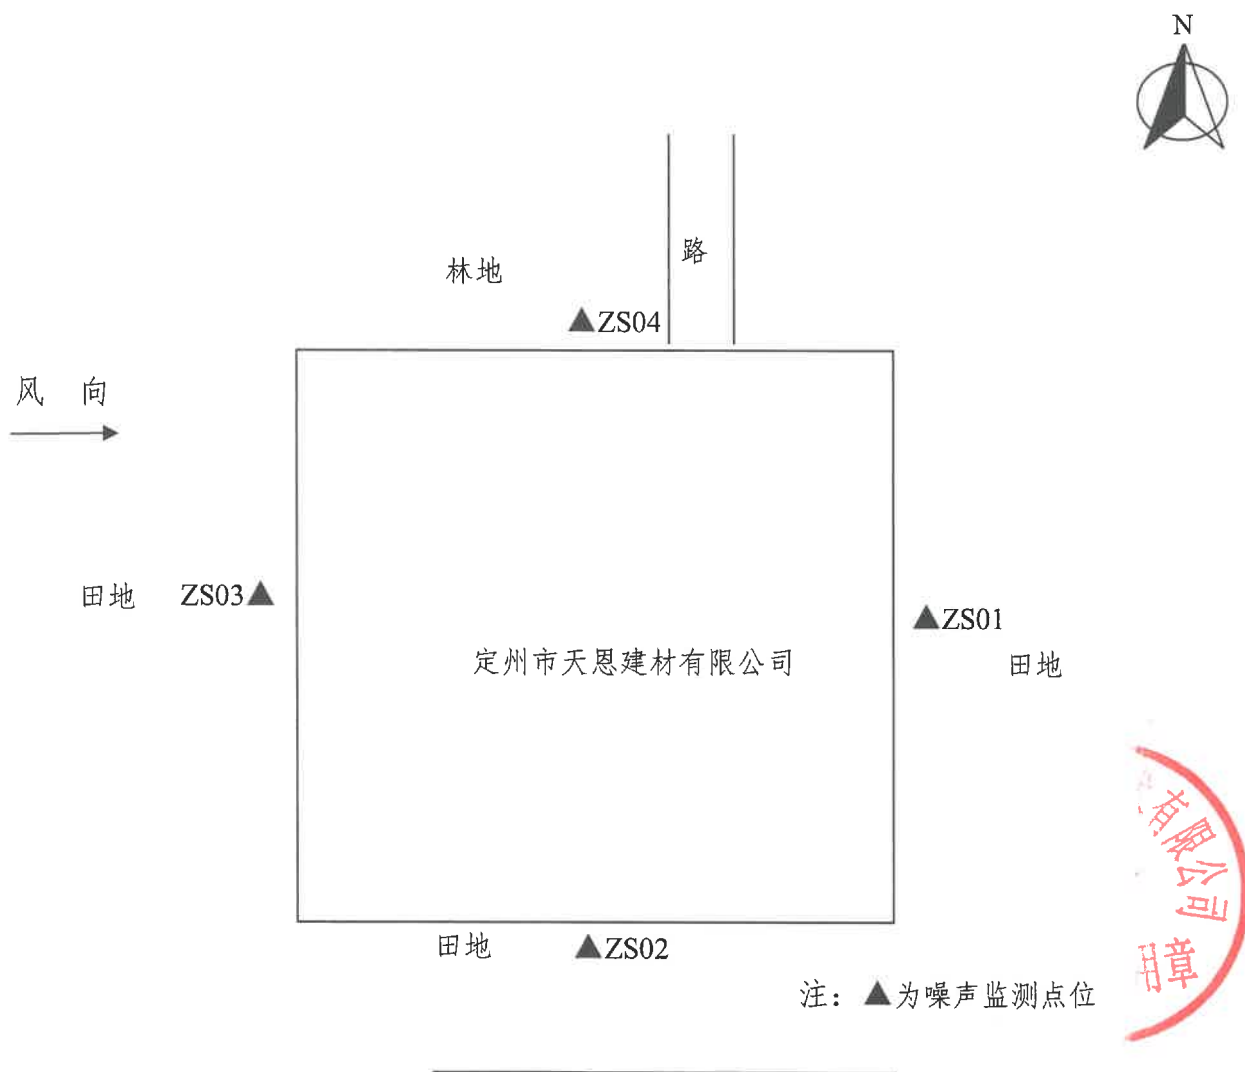 N
路
林地
▲ZS04
风 向
田地 ZS03▲
▲ZS01
定州市天恩建材有限公司
田地
田地 ▲ZS02
注：▲为噪声监测点位
有限公司
用章